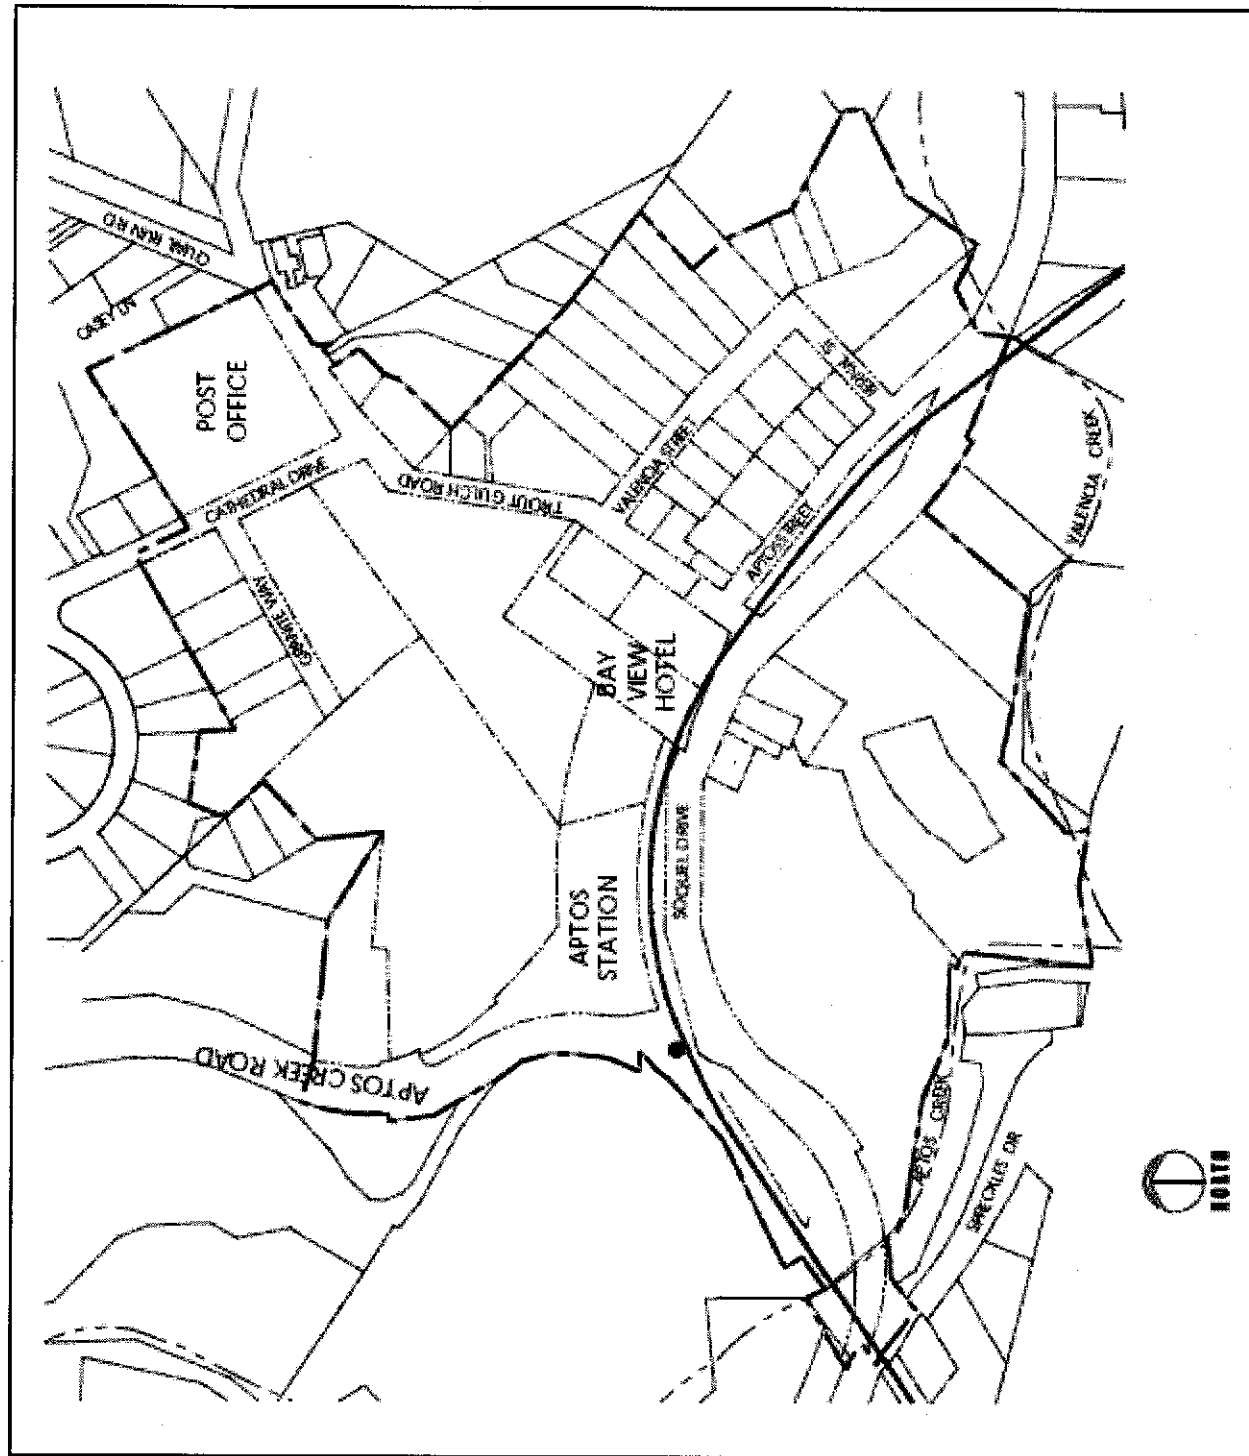 QUAIL RUN RD
CASEY LN
POST
OFFICE
CATHEDRAL DRIVE
GRANITE WAY
TROUT GULCH ROAD
VALENCIA STREET
APTOS STREET
BAY
VIEW
HOTEL
APTOS
STATION
SOQUEL DRIVE
VALENCIA CREEK
APTOS CREEK ROAD
APTOS CREEK
SPRECKLES DR
NORTH